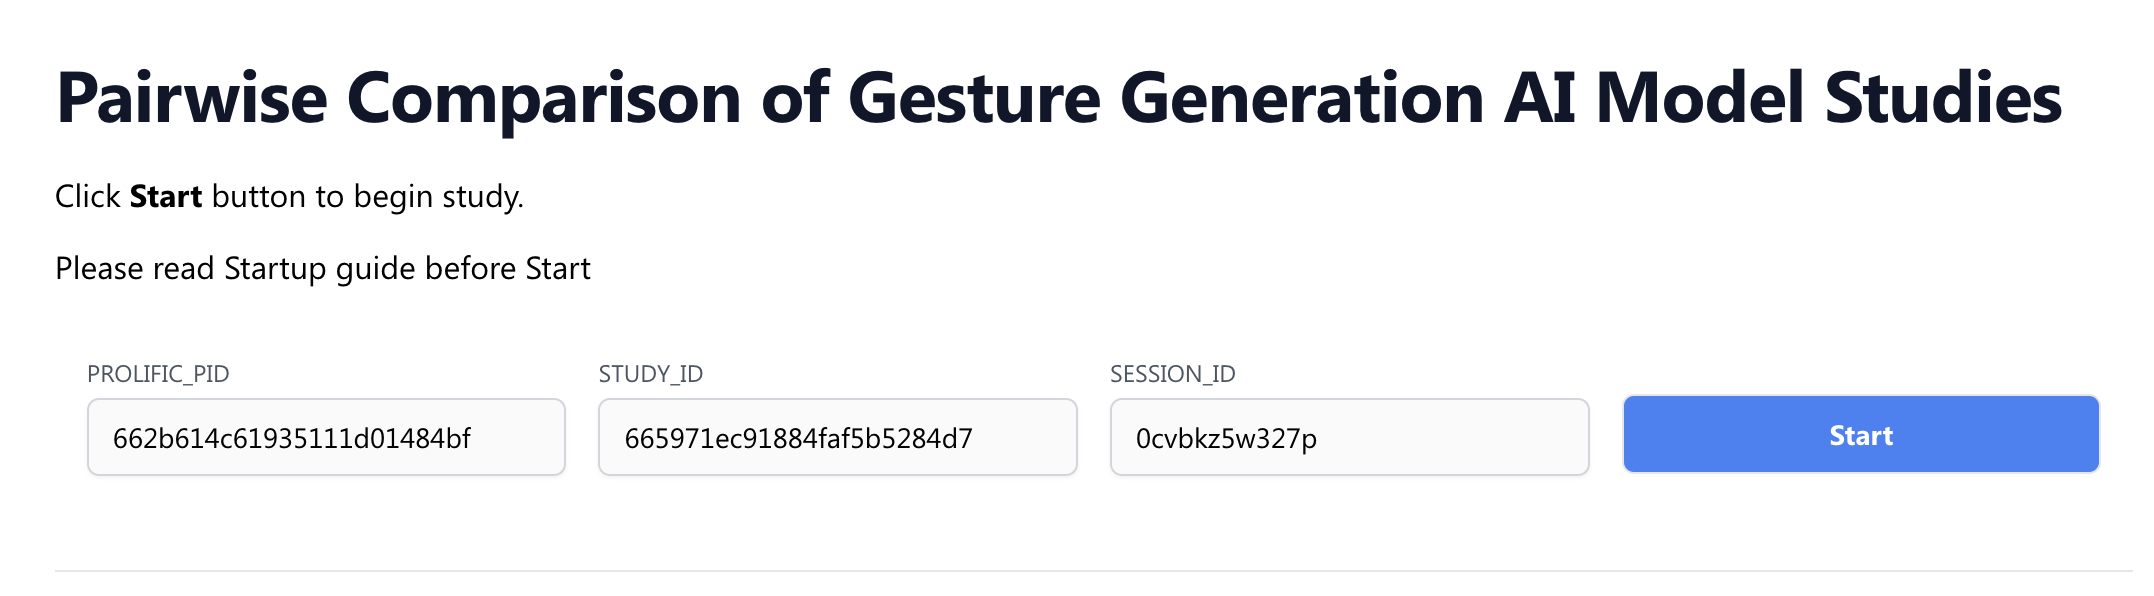 Pairwise Comparison of Gesture Generation AI Model Studies
Click Start button to begin study.
Please read Startup guide before Start
PROLIFIC_PID
STUDY_ID
SESSION_ID
662b614c61935111d01484bf
665971ec91884faf5b5284d7
0cvbkz5w327p
Start